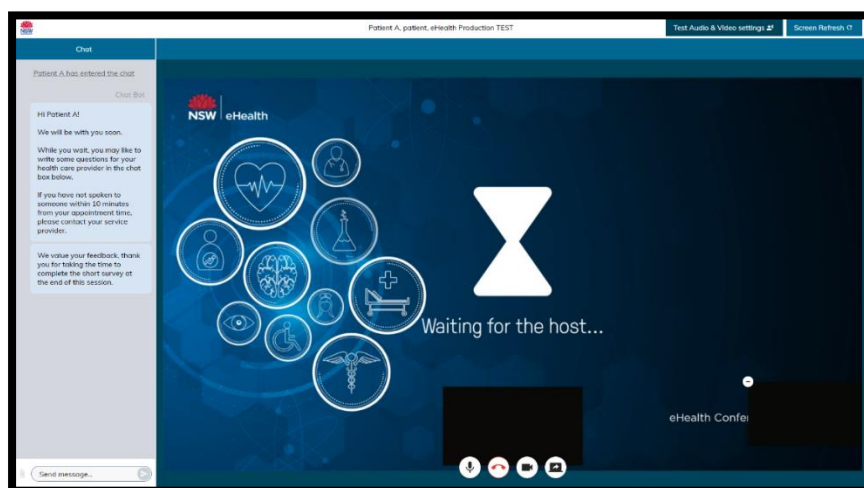 Patient A, patient, eHealth Production TEST
Test Audio & Video settings
Screen Refresh
Chat
Patient A has entered the chat
Chat Bot
Hi Patient A!
We will be with you soon.
While you wait, you may like to
write some questions for your
health care provider in the chat
box below.
If you have not spoken to
someone within 10 minutes
from your appointment time,
please contact your service
provider.
We value your feedback, thank
you for taking the time to
complete the short survey at
the end of this session.
Send message...
NSW eHealth
Waiting for the host...
eHealth Confe